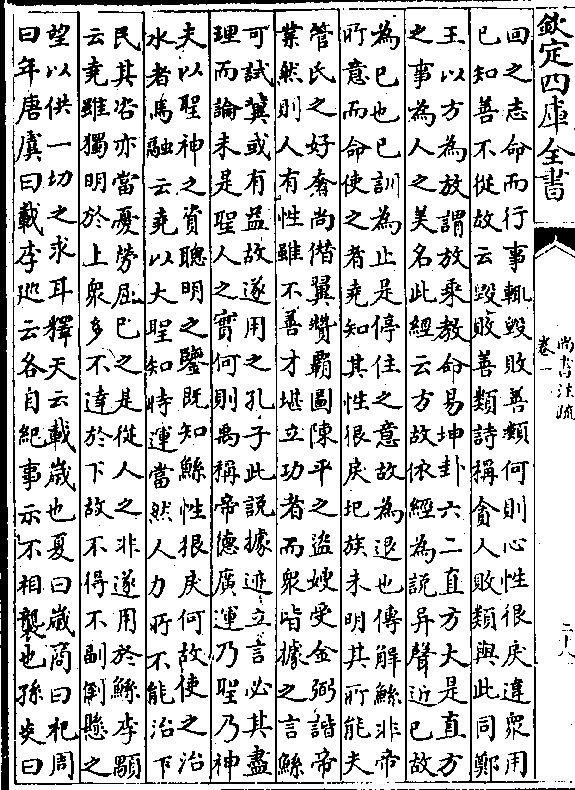 欽定四庫全書
尚書注疏
卷一
二十八
回之志命而行事輒毀敗善類何則心性很戾違衆用
已知善不從故云毀敗善類詩稱貪人敗類與此同鄭
王以方為放謂放棄教命易坤卦六二直方大是直方
之事為人之美名此經云方故依經為說异聲近已故
為已也已訓為止是停住之意故為退也傳解鯀非帝
所意而命使之者堯知其性很戾圮族未明其所能夫
管氏之好奢尚僭翼贊霸圖陳平之盜嫂受金弼諧帝
業然則人有性雖不善才堪立功者而衆皆據之言鯀
可試冀或有益故遂用之孔子此說據迹立言必其盡
理而論未是聖人之實何則禹稱帝德廣運乃聖乃神
夫以聖神之資聰明之鑒既知鯀性很戾何故使之治
水者馬融云堯以大聖知時運當然人力所不能治下
民其咨亦當憂勞屈已之是從人之非遂用於鯀李顒
云堯雖獨明於上衆多不達於下故不得不副倒懸之
望以供一切之求耳釋天云載歲也夏曰歲商曰祀周
曰年唐虞曰載李巡云各自紀事示不相襲也孫炎曰